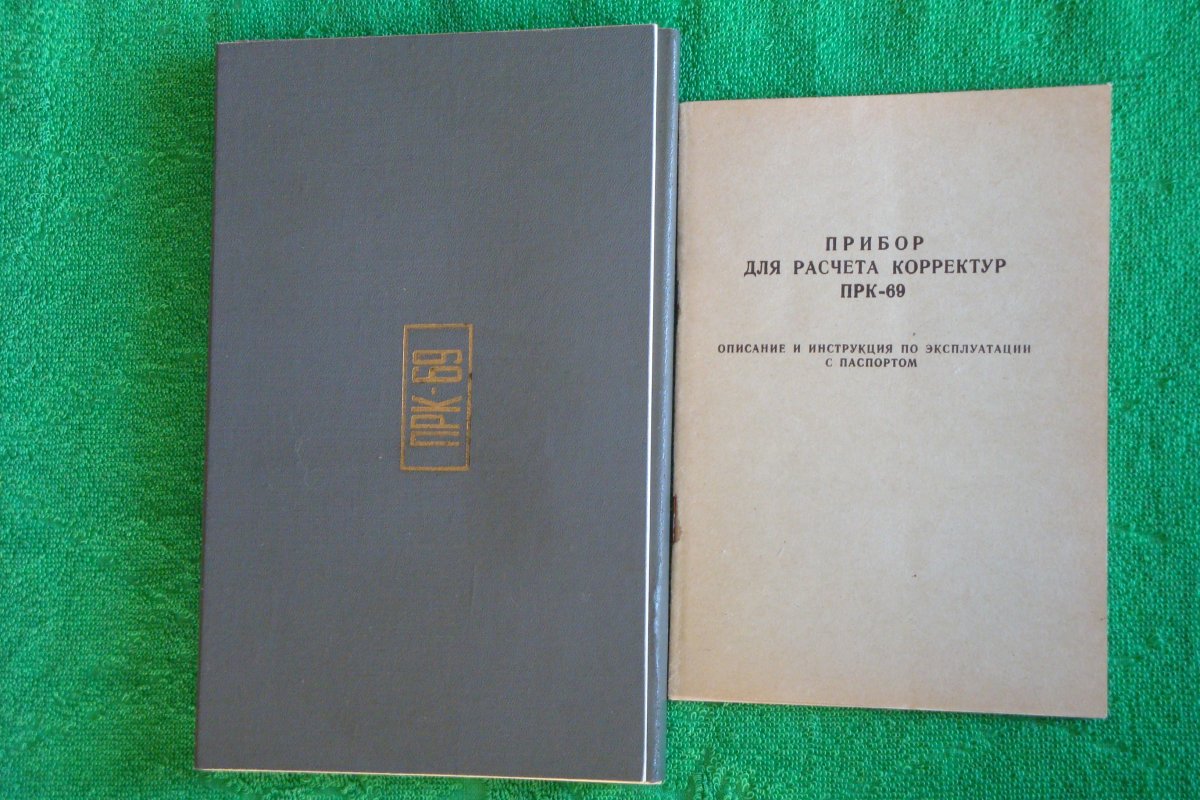 ПРК-69
ПРИБОР
ДЛЯ РАСЧЕТА КОРРЕКТУР
ПРК-69
ОПИСАНИЕ И ИНСТРУКЦИЯ ПО ЭКСПЛУАТАЦИИ
С ПАСПОРТОМ